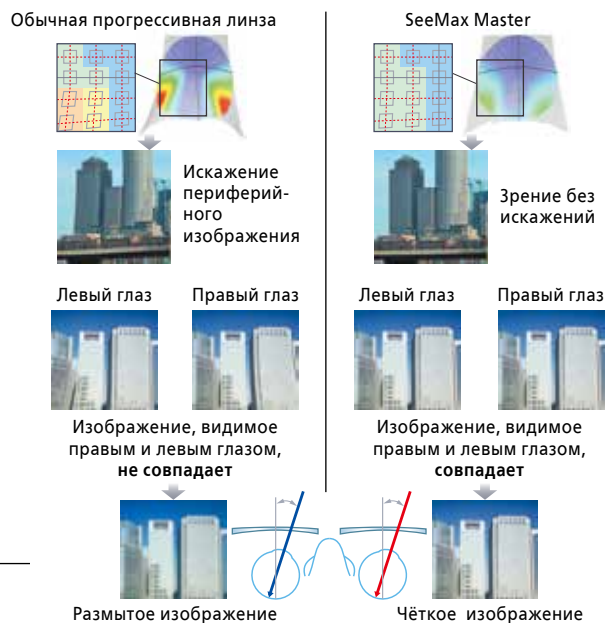 Обычная прогрессивная линза
SeeMax Master
Искажение
периферий-
ного
изображения
Зрение без
искажений
Левый глаз
Правый глаз
Левый глаз
Правый глаз
Изображение, видимое
правым и левым глазом,
не совпадает
Изображение, видимое
правым и левым глазом,
совпадает
Размытое изображение
Чёткое изображение